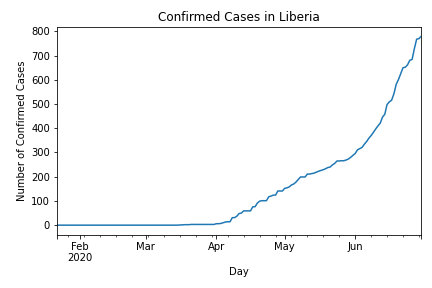 Confirmed Cases in Liberia
Number of Confirmed Cases
800
700
600
500
400
300
200
100
0
Feb
2020
Mar
Apr
May
Jun
Day